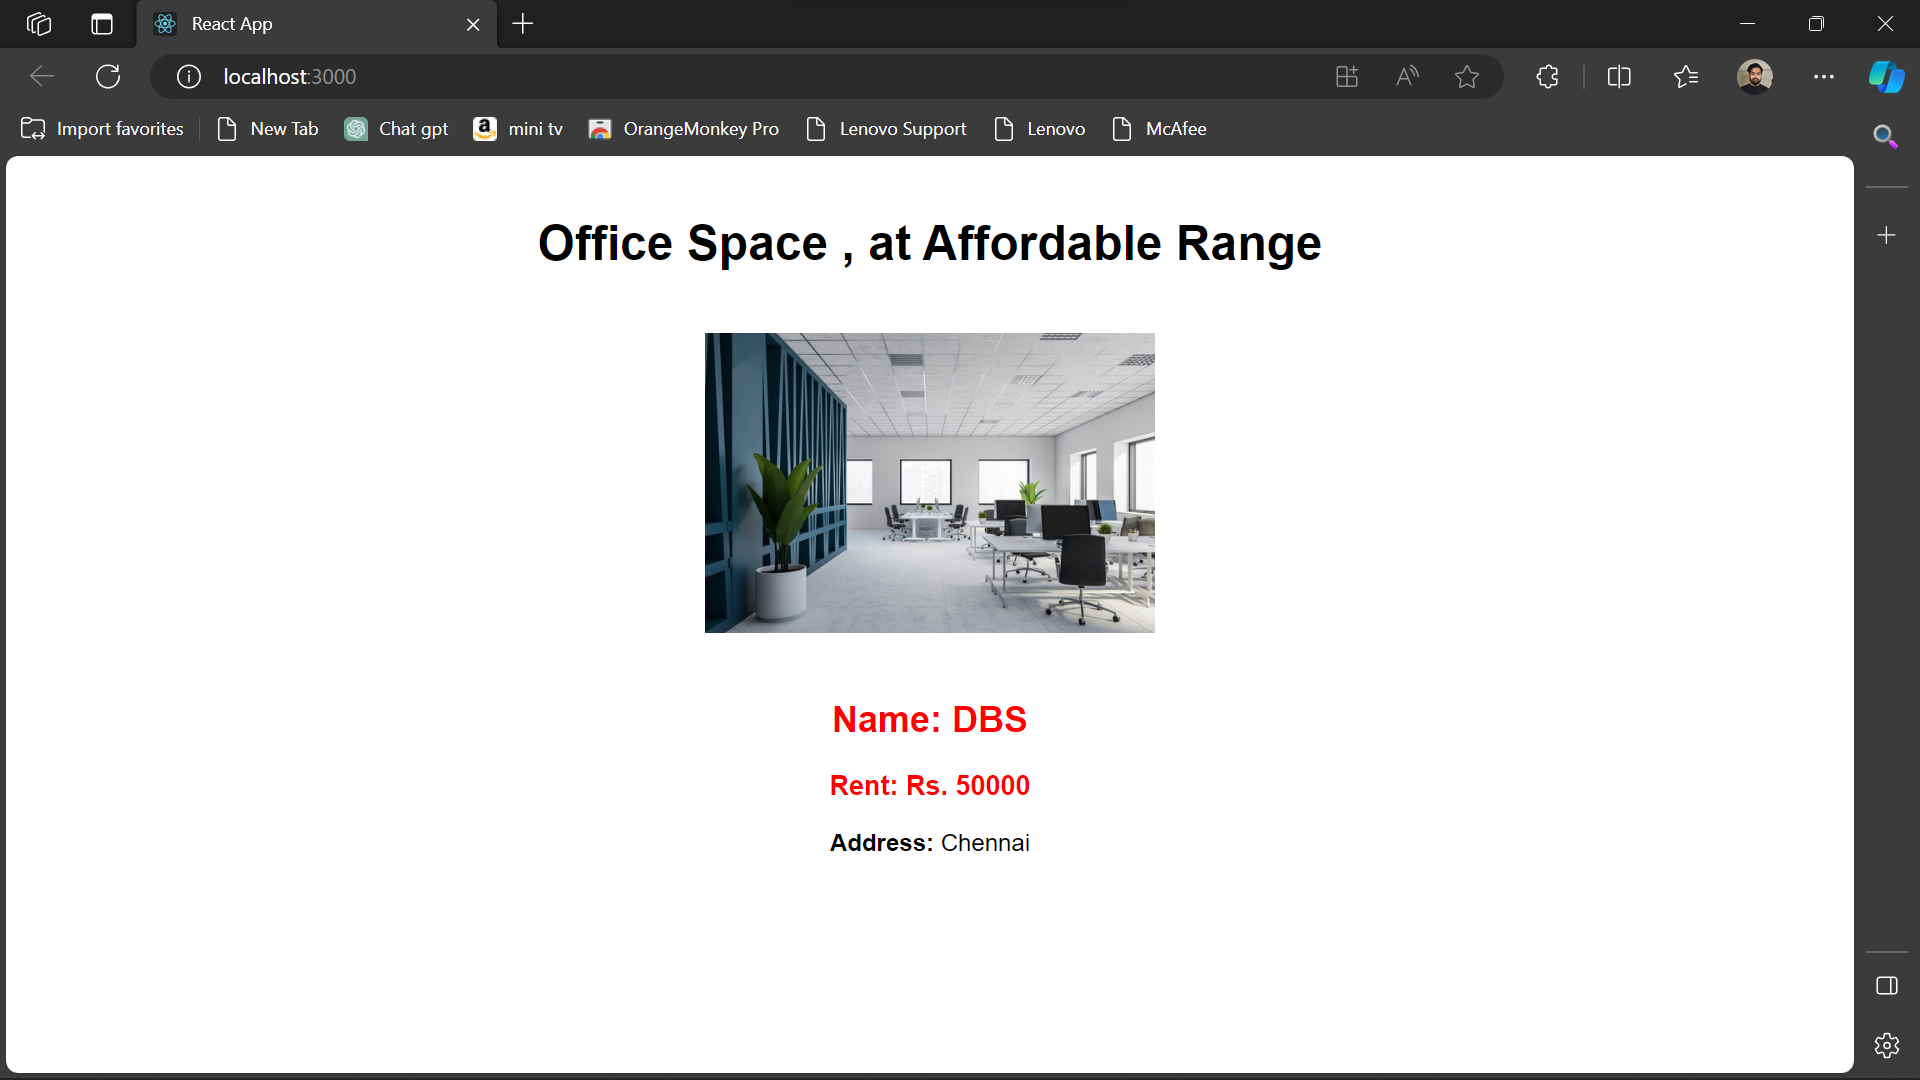 React App
localhost:3000
Import favorites New Tab Chat gpt mini tv OrangeMonkey Pro Lenovo Support Lenovo McAfee
Office Space , at Affordable Range
Name: DBS
Rent: Rs. 50000
Address: Chennai